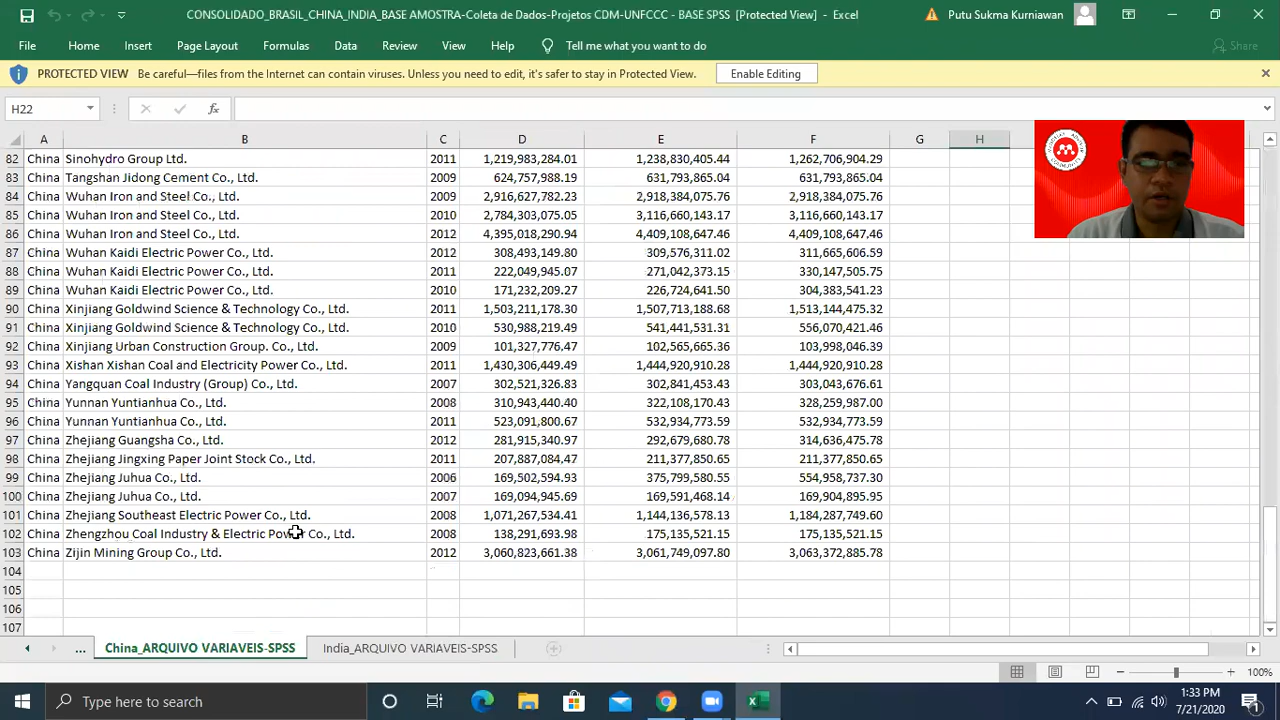 CONSOLIDADO_BRASIL_CHINA_INDIA_BASE AMOSTRA-Coleta de Dados-Projetos CDM-UNFCCC - BASE SPSS [Protected View] - Excel
Putu Sukma Kurniawan
File Home Insert Page Layout Formulas Data Review View Help Tell me what you want to do Share
PROTECTED VIEW Be careful—files from the Internet can contain viruses. Unless you need to edit, it's safer to stay in Protected View. Enable Editing
H22 fx
A B C D E F G H
82 China Sinohydro Group Ltd. 2011 1,219,983,284.01 1,238,830,405.44 1,262,706,904.29
83 China Tangshan Jidong Cement Co., Ltd. 2009 624,757,988.19 631,793,865.04 631,793,865.04
84 China Wuhan Iron and Steel Co., Ltd. 2009 2,916,627,782.23 2,918,384,075.76 2,918,384,075.76
85 China Wuhan Iron and Steel Co., Ltd. 2010 2,784,303,075.05 3,116,660,143.17 3,116,660,143.17
86 China Wuhan Iron and Steel Co., Ltd. 2012 4,395,018,290.94 4,409,108,647.46 4,409,108,647.46
87 China Wuhan Kaidi Electric Power Co., Ltd. 2012 308,493,149.80 309,576,311.02 311,665,606.59
88 China Wuhan Kaidi Electric Power Co., Ltd. 2011 222,049,945.07 271,042,373.15 330,147,505.75
89 China Wuhan Kaidi Electric Power Co., Ltd. 2010 171,232,209.27 226,724,641.50 304,383,541.23
90 China Xinjiang Goldwind Science & Technology Co., Ltd. 2011 1,503,211,178.30 1,507,713,188.68 1,513,144,475.32
91 China Xinjiang Goldwind Science & Technology Co., Ltd. 2010 530,988,219.49 541,441,531.31 556,070,421.46
92 China Xinjiang Urban Construction Group. Co., Ltd. 2009 101,327,776.47 102,565,665.36 103,998,046.39
93 China Xishan Xishan Coal and Electricity Power Co., Ltd. 2011 1,430,306,449.49 1,444,920,910.28 1,444,920,910.28
94 China Yangquan Coal Industry (Group) Co., Ltd. 2007 302,521,326.83 302,841,453.43 303,043,676.61
95 China Yunnan Yuntianhua Co., Ltd. 2008 310,943,440.40 322,108,170.43 328,259,987.00
96 China Yunnan Yuntianhua Co., Ltd. 2011 523,091,800.67 532,934,773.59 532,934,773.59
97 China Zhejiang Guangsha Co., Ltd. 2012 281,915,340.97 292,679,680.78 314,636,475.78
98 China Zhejiang Jingxing Paper Joint Stock Co., Ltd. 2011 207,887,084.47 211,377,850.65 211,377,850.65
99 China Zhejiang Juhua Co., Ltd. 2006 169,502,594.93 375,799,580.55 554,958,737.30
100 China Zhejiang Juhua Co., Ltd. 2007 169,094,945.69 169,591,468.14 169,904,895.95
101 China Zhejiang Southeast Electric Power Co., Ltd. 2008 1,071,267,534.41 1,144,136,578.13 1,184,287,749.60
102 China Zhengzhou Coal Industry & Electric Power Co., Ltd. 2008 138,291,693.98 175,135,521.15 175,135,521.15
103 China Zijin Mining Group Co., Ltd. 2012 3,060,823,661.38 3,061,749,097.80 3,063,372,885.78
104
105
106
107
... China_ARQUIVO VARIAVEIS-SPSS India_ARQUIVO VARIAVEIS-SPSS
100%
Type here to search
1:33 PM
7/21/2020
1